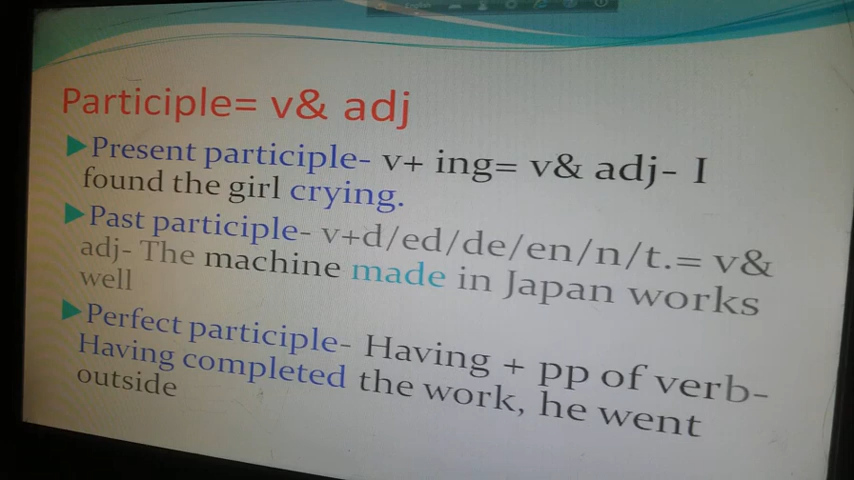 English
Participle= v& adj
Present participle- v+ ing= v& adj- I
found the girl crying.
Past participle- v+d/ed/de/en/n/t.= v&
adj- The machine made in Japan works
well
Perfect participle- Having + pp of verb-
Having completed the work, he went
outside